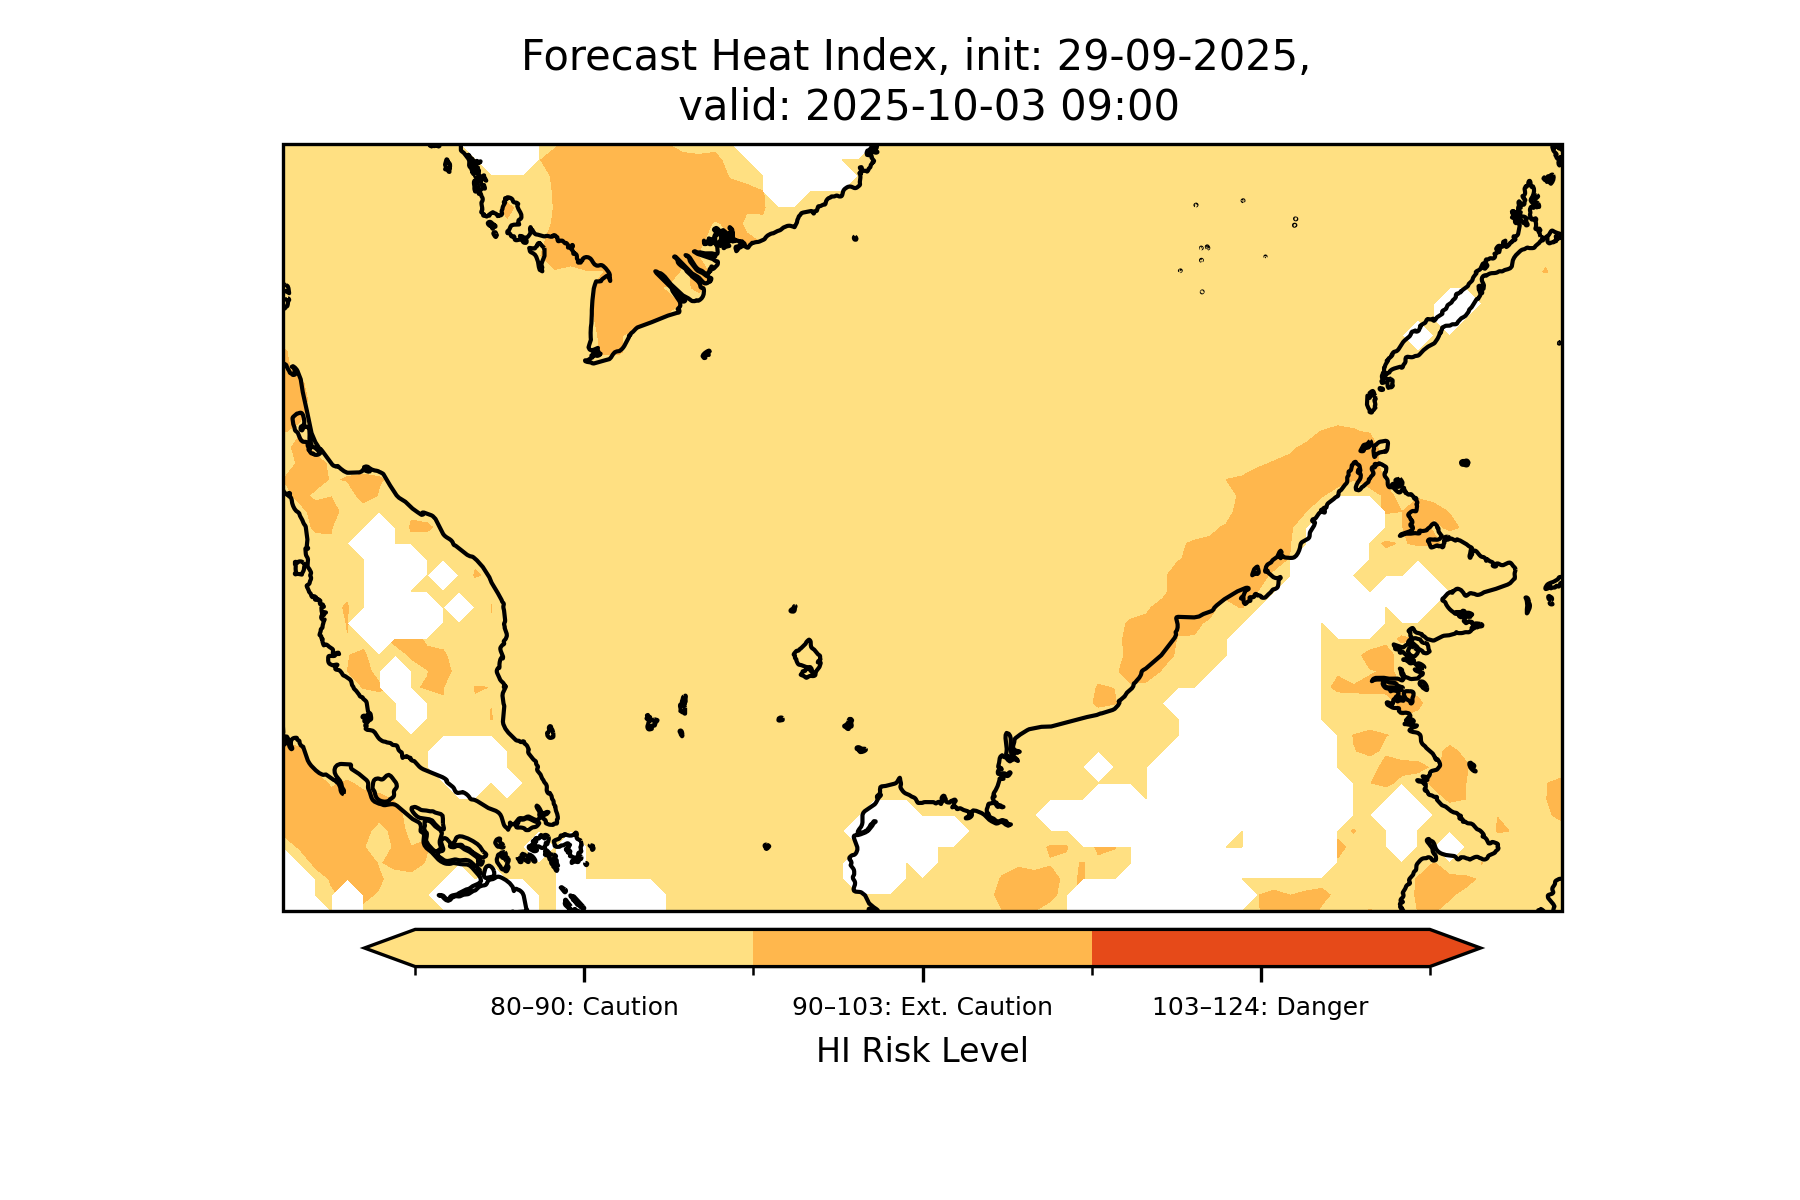 Forecast Heat Index, init: 29-09-2025,
valid: 2025-10-03 09:00
80–90: Caution
90–103: Ext. Caution
103–124: Danger
HI Risk Level